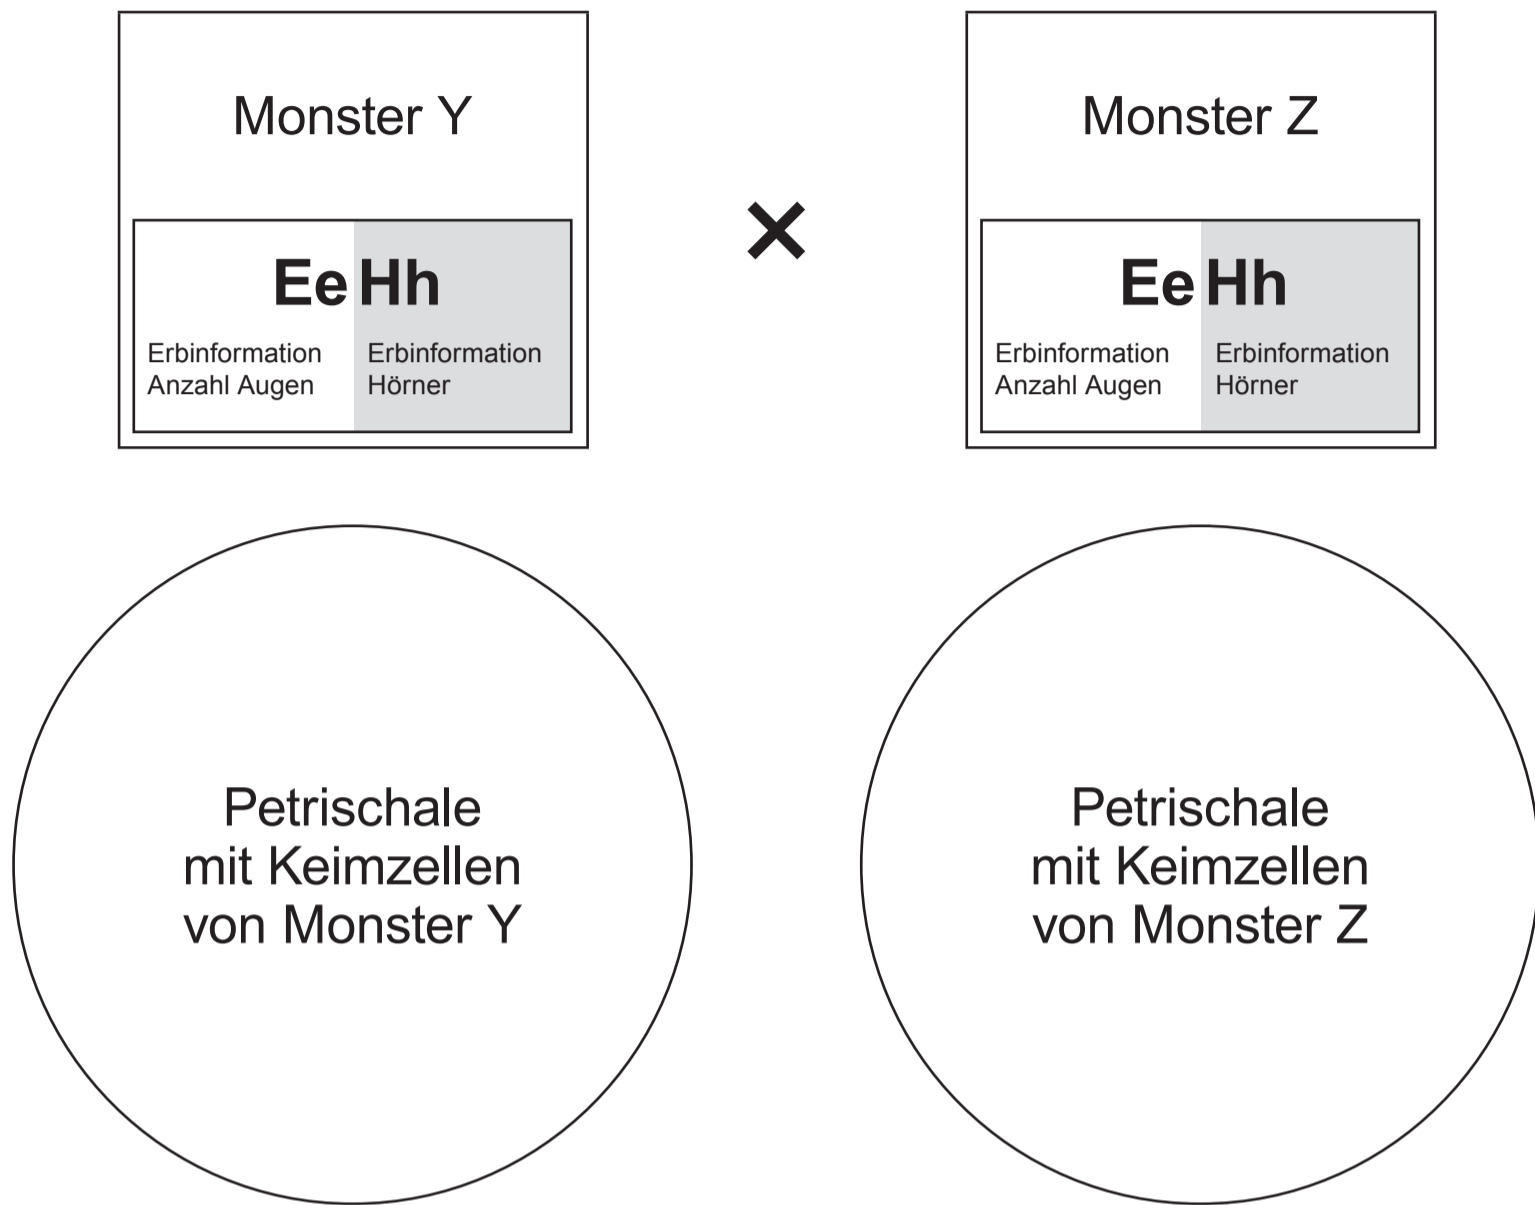 Monster Y
Ee Hh
Erbinformation
Anzahl Augen
Erbinformation
Hörner
Monster Z
Ee Hh
Erbinformation
Anzahl Augen
Erbinformation
Hörner
Petrischale
mit Keimzellen
von Monster Y
Petrischale
mit Keimzellen
von Monster Z